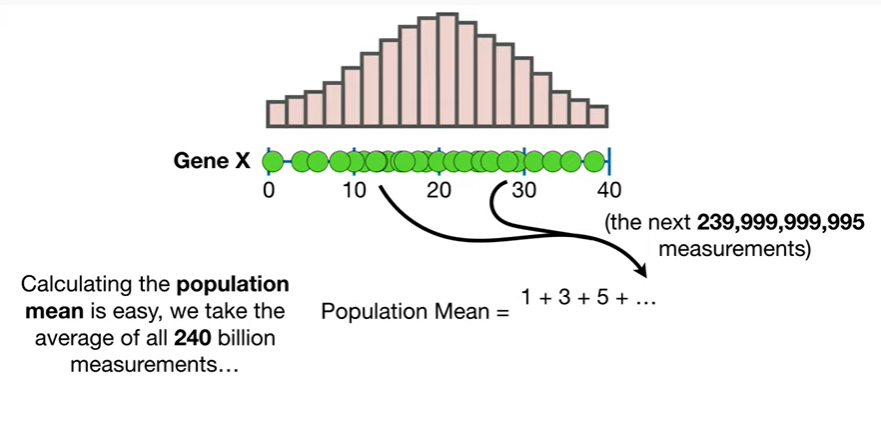 Gene X
0 10 20 30 40
(the next 239,999,999,995
measurements)
Calculating the population
mean is easy, we take the
average of all 240 billion
measurements…
Population Mean =
1 + 3 + 5 + …